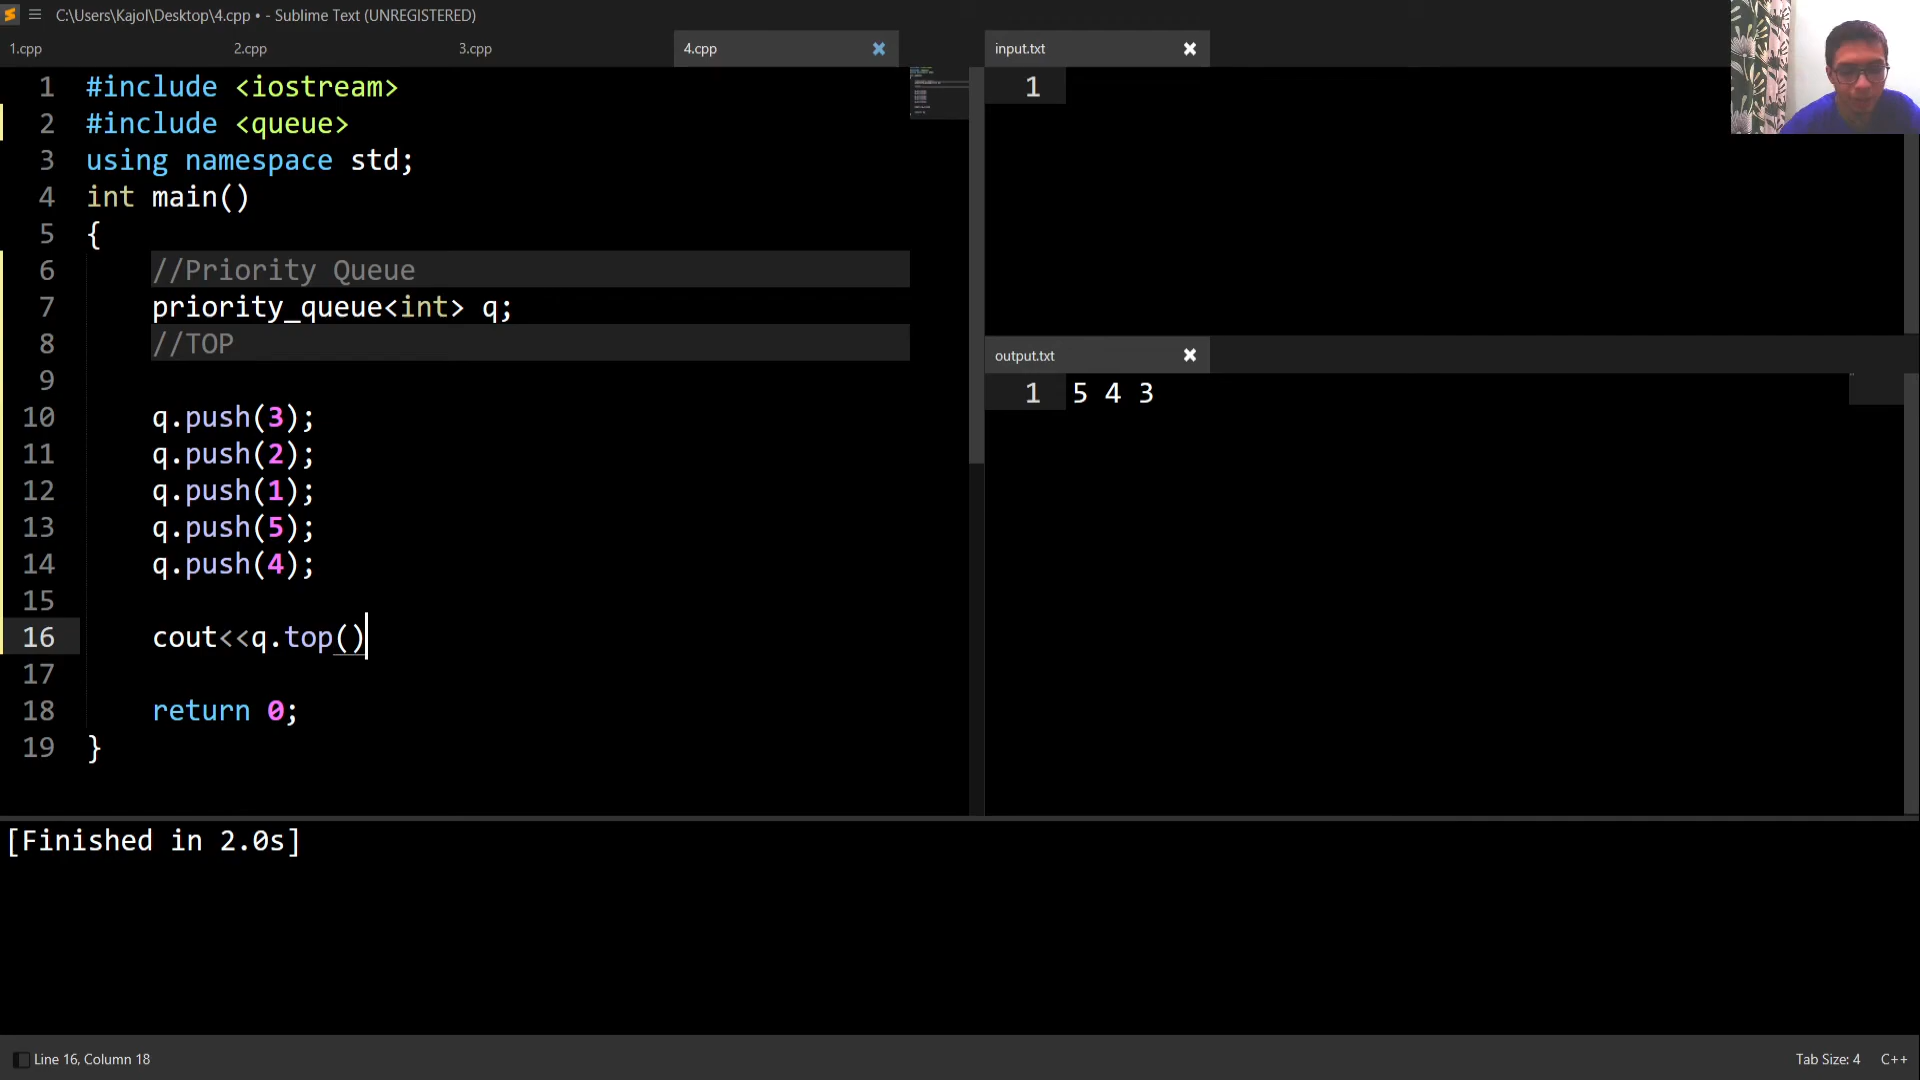 C:\Users\Kajol\Desktop\4.cpp • - Sublime Text (UNREGISTERED)
1.cpp
2.cpp
3.cpp
4.cpp
1 #include <iostream>
2 #include <queue>
3 using namespace std;
4 int main()
5 {
6 //Priority Queue
7 priority_queue<int> q;
8 //TOP
9
10 q.push(3);
11 q.push(2);
12 q.push(1);
13 q.push(5);
14 q.push(4);
15
16 cout<<q.top()
17
18 return 0;
19 }
input.txt
1
output.txt
1 5 4 3
[Finished in 2.0s]
Line 16, Column 18
Tab Size: 4
C++